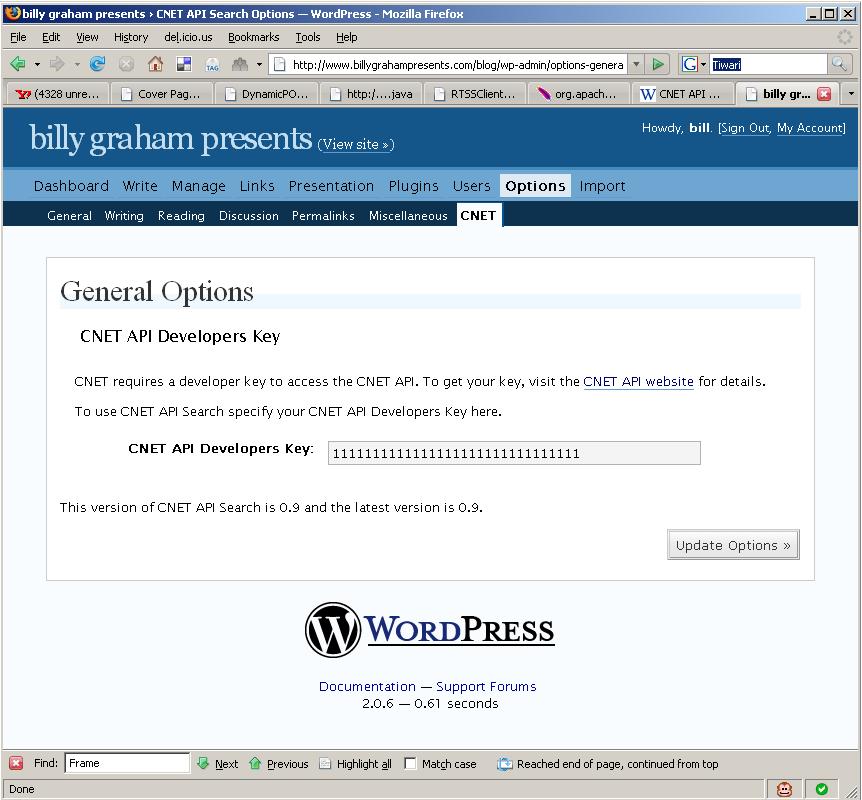 billy graham presents › CNET API Search Options — WordPress - Mozilla Firefox
File Edit View History del.icio.us Bookmarks Tools Help
TAG http://www.billygrahampresents.com/blog/wp-admin/options-genera G Tiwari
(4328 unre... Cover Pag... DynamicPO... http:/....java RTSSClient... org.apach... CNET API ... billy gr...
billy graham presents (View site »)
Howdy, bill. [Sign Out, My Account]
Dashboard Write Manage Links Presentation Plugins Users Options Import
General Writing Reading Discussion Permalinks Miscellaneous CNET
General Options
CNET API Developers Key
CNET requires a developer key to access the CNET API. To get your key, visit the CNET API website for details.
To use CNET API Search specify your CNET API Developers Key here.
CNET API Developers Key: 11111111111111111111111111111111
This version of CNET API Search is 0.9 and the latest version is 0.9.
Update Options »
WORDPRESS
Documentation — Support Forums
2.0.6 — 0.61 seconds
Find: Frame Next Previous Highlight all Match case Reached end of page, continued from top
Done